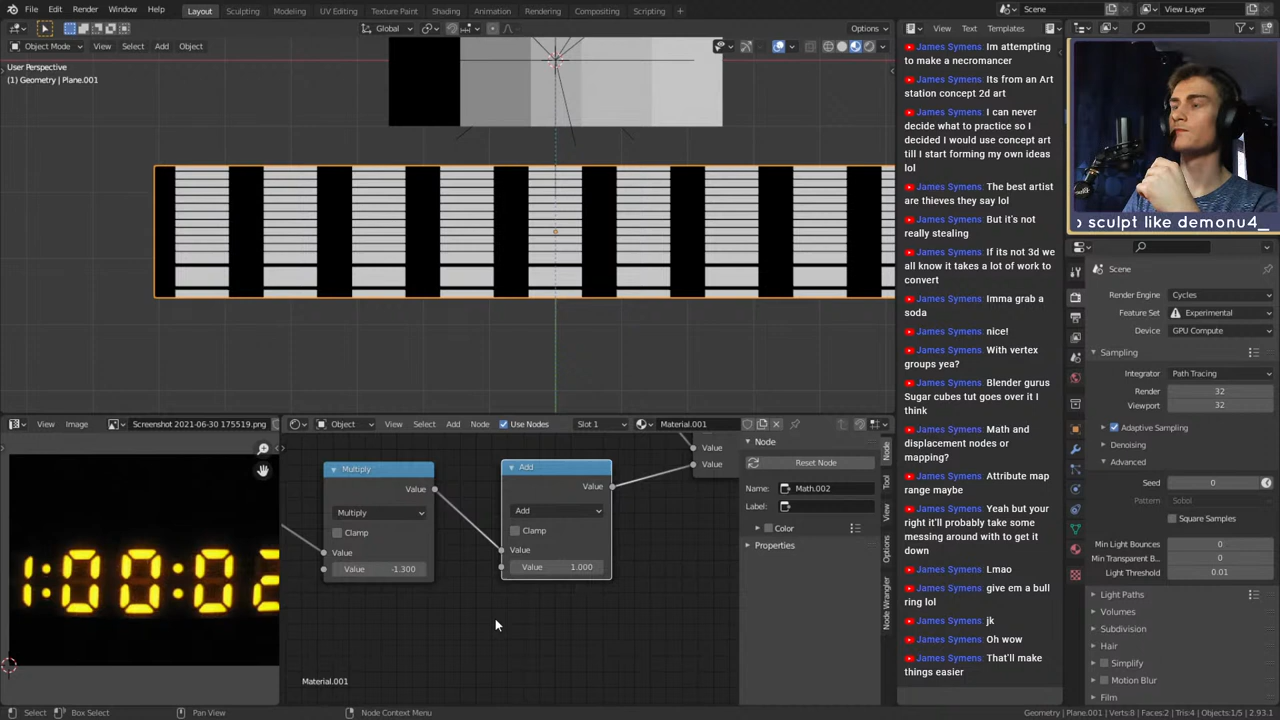 File Edit Render Window Help
Layout Sculpting Modeling UV Editing Texture Paint Shading Animation Rendering Compositing Scripting +
Scene
View Layer
Global
Options
Object Mode View Select Add Object
View Text
User Perspective
(1) Geometry | Plane.001
James Symens Im attempting
to make a necromancer
James Symens Its from an Art
station concept 2d art
James Symens I can never
decide what to practice so I
decided I would use concept art
till I start forming my own ideas
lol
James Symens The best artist
are thieves they say lol
James Symens But it's not
really stealing
James Symens If its not 3d we
all know it takes a lot of work to
convert
James Symens Imma grab a
soda
James Symens nice!
James Symens With vertex
groups yea?
James Symens Blender gurus
Sugar cubes tut goes over it I
think
James Symens Math and
displacement nodes or
mapping?
James Symens Attribute map
range maybe
James Symens Yeah but your
right it'll probably take some
messing around with to get it
down
James Symens Lmao
James Symens give em a bull
ring lol
James Symens jk
James Symens Oh wow
James Symens That'll make
things easier
o sculpt like demonu4_
Scene
Render Engine Cycles
Feature Set Experimental
Device GPU Compute
Sampling
Integrator Path Tracing
Render 32
Viewport 32
Adaptive Sampling
Denoising
Advanced
Seed 0
Pattern Sobol
Square Samples
Min Light Bounces 0
Min Transparent B... 0
Light Threshold 0.01
Light Paths
Volumes
Subdivision
Hair
Simplify
Motion Blur
Film
View Image Screenshot 2021-06-30 175519.png
1:00:02
Object View Select Add Node Use Nodes Slot 1 Material.001
Multiply
Value
Multiply
Clamp
Value
Value -1.300
Add
Value
Add
Clamp
Value
Value 1.000
Value
Value
Material.001
Node
Reset Node
Name: Math.002
Label:
Color
Properties
Node
Tool
View
Options
Node Wrangler
Select Box Select Pan View Node Context Menu
Geometry | Plane.001 | Verts:8 | Faces:2 | Tris:4 | Objects:1/5 | 2.93.1